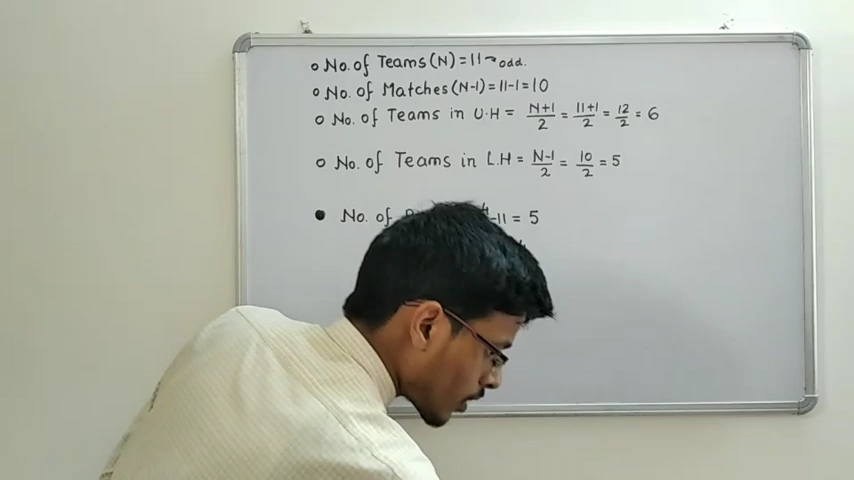 o No. of Teams (N) = 11 → odd.
o No. of Matches (N-1) = 11-1 = 10
o No. of Teams in U.H = N+1/2 = 11+1/2 = 12/2 = 6
o No. of Teams in L.H = N-1/2 = 10/2 = 5
● No. of 4 -11 = 5